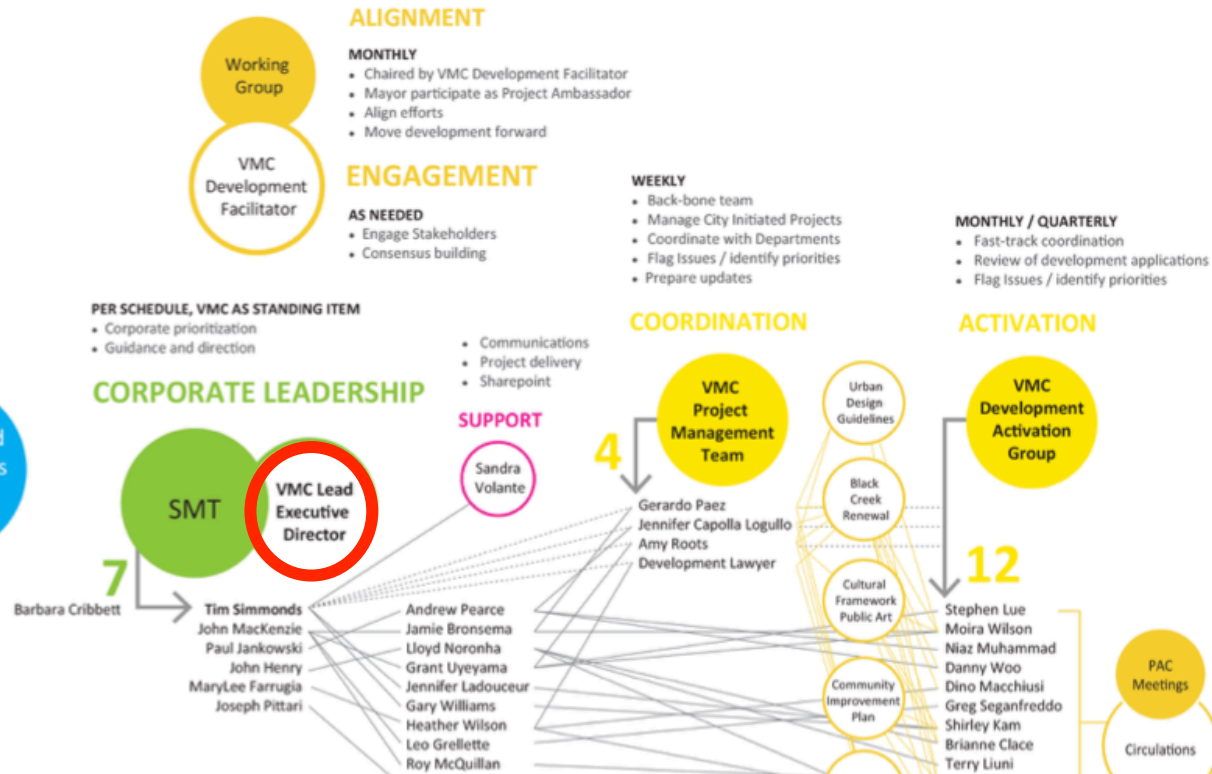 ALIGNMENT
Working
Group
MONTHLY
• Chaired by VMC Development Facilitator
• Mayor participate as Project Ambassador
• Align efforts
• Move development forward
VMC
Development
Facilitator
ENGAGEMENT
AS NEEDED
• Engage Stakeholders
• Consensus building
WEEKLY
• Back-bone team
• Manage City Initiated Projects
• Coordinate with Departments
• Flag Issues / identify priorities
• Prepare updates
MONTHLY / QUARTERLY
• Fast-track coordination
• Review of development applications
• Flag Issues / identify priorities
PER SCHEDULE, VMC AS STANDING ITEM
• Corporate prioritization
• Guidance and direction
• Communications
• Project delivery
• Sharepoint
COORDINATION
ACTIVATION
CORPORATE LEADERSHIP
SUPPORT
Sandra
Volante
SMT
VMC Lead
Executive
Director
VMC
Project
Management
Team
4
Gerardo Paez
Jennifer Capolla Logullo
Amy Roots
Development Lawyer
Urban
Design
Guidelines
Black
Creek
Renewal
Cultural
Framework
Public Art
Community
Improvement
Plan
VMC
Development
Activation
Group
12
7
Barbara Cribbett
Tim Simmonds
John MacKenzie
Paul Jankowski
John Henry
MaryLee Farrugia
Joseph Pittari
Andrew Pearce
Jamie Bronsema
Lloyd Noronha
Grant Uyeyama
Jennifer Ladouceur
Gary Williams
Heather Wilson
Leo Grellette
Roy McQuillan
Stephen Lue
Moira Wilson
Niaz Muhammad
Danny Woo
Dino Macchiusi
Greg Seganfreddo
Shirley Kam
Brianne Clace
Terry Liuni
PAC
Meetings
Circulations